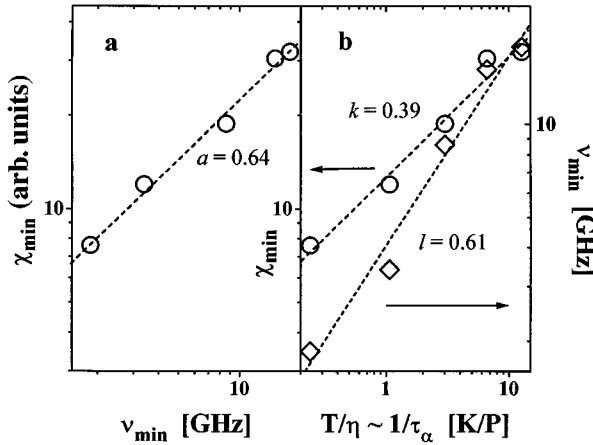 a
b
χmin (arb. units)
10
a = 0.64
10
νmin [GHz]
k = 0.39
χmin
10
l = 0.61
10
νmin [GHz]
1
10
T/η ~ 1/τα [K/P]